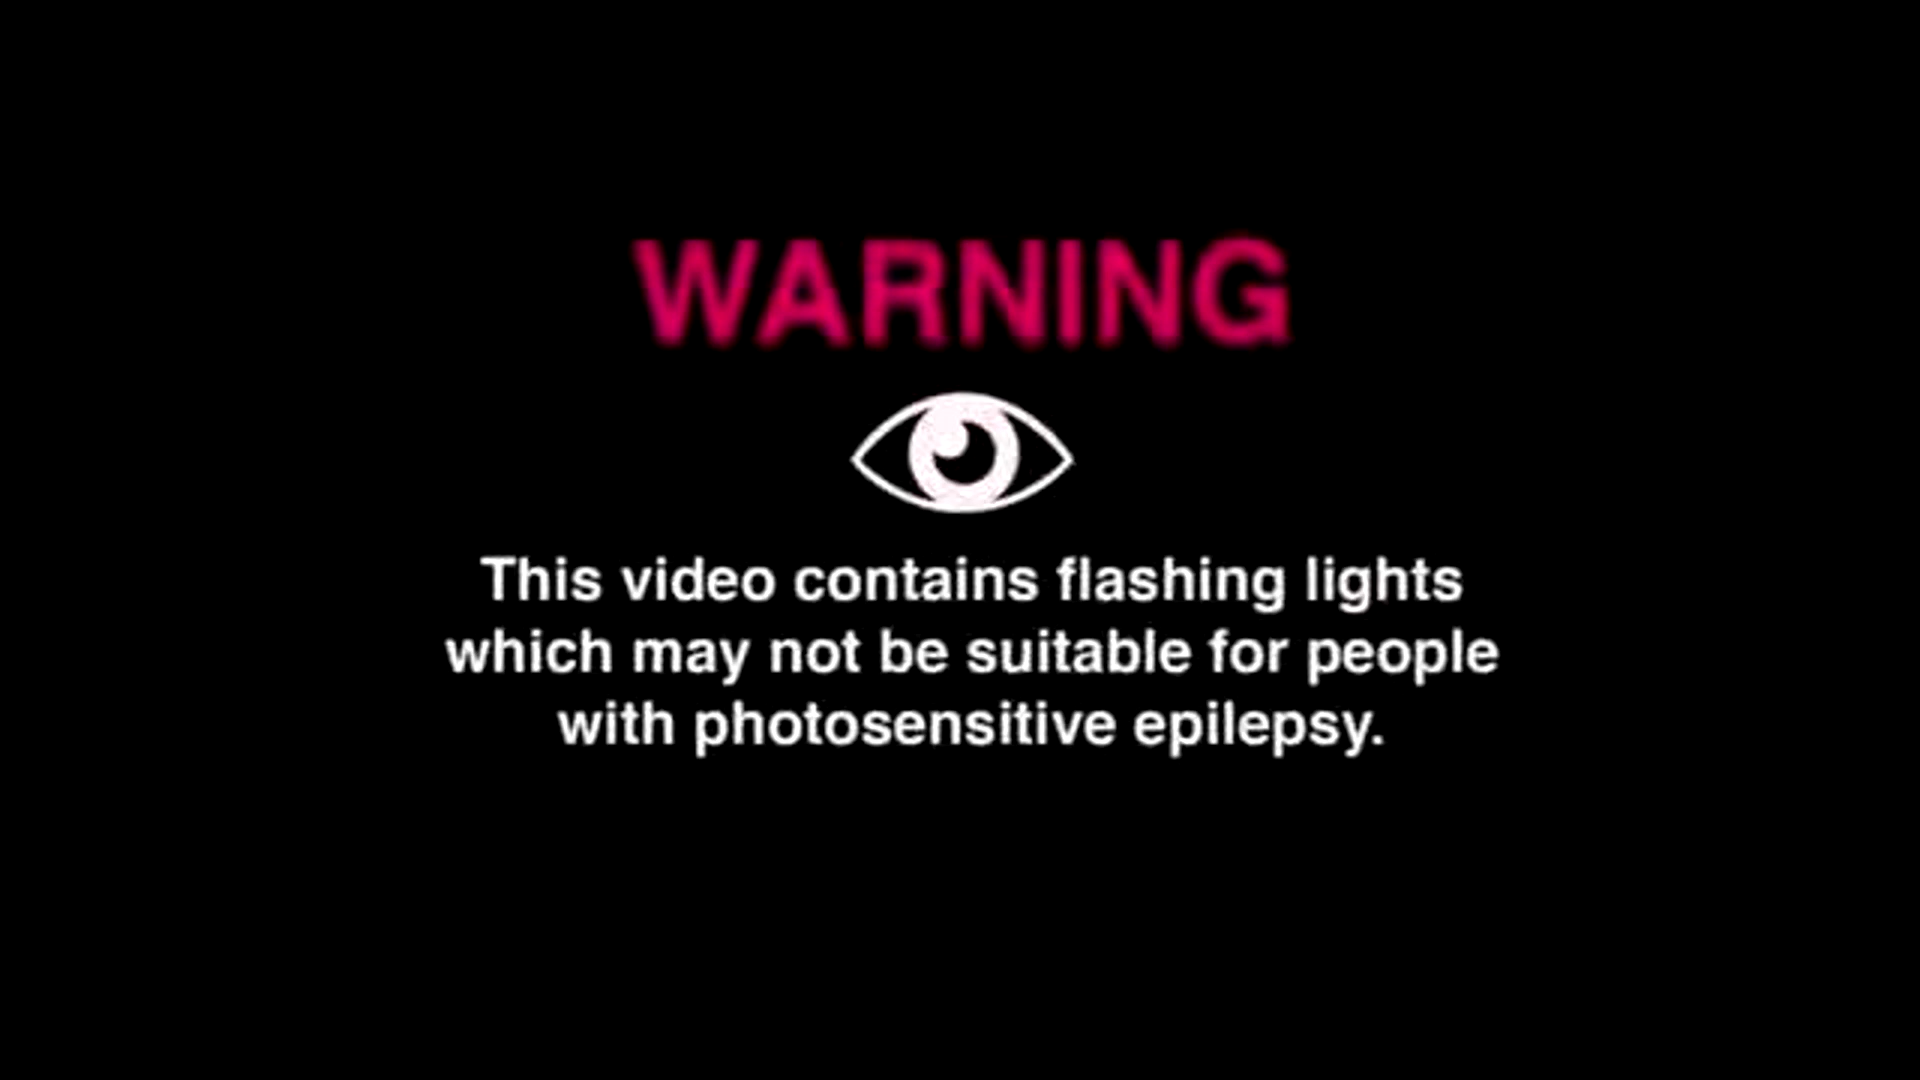 WARNING
This video contains flashing lights
which may not be suitable for people
with photosensitive epilepsy.